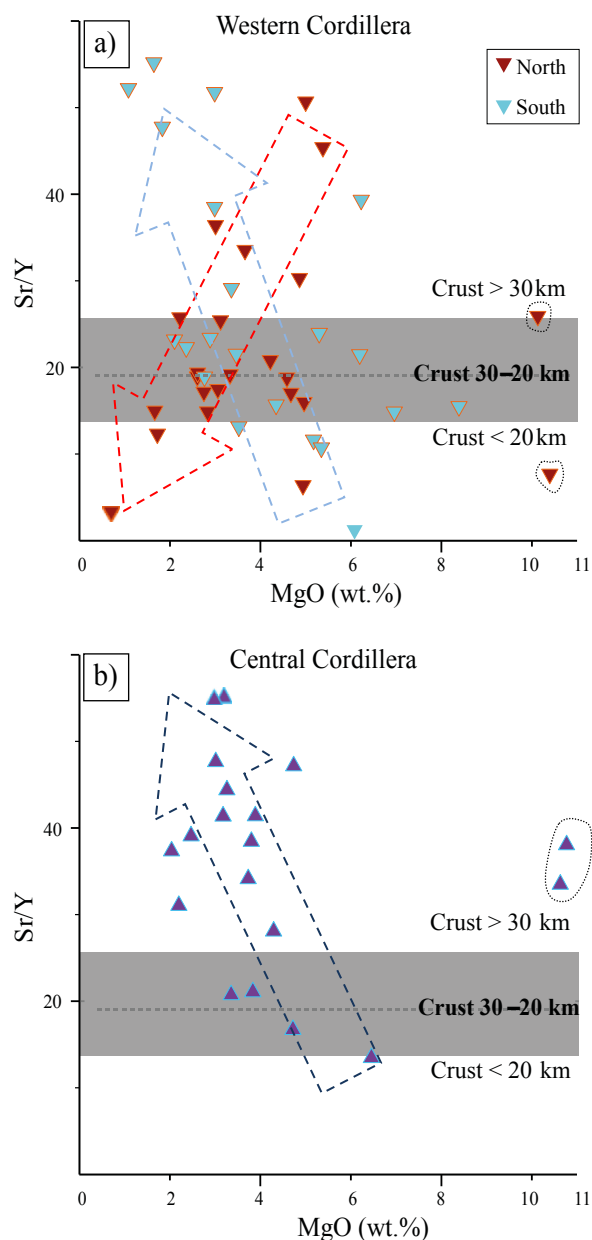 a)
Western Cordillera
North
South
40
20
Sr/Y
Crust > 30 km
Crust 30–20 km
Crust < 20 km
0 2 4 6 8 10 11
MgO (wt.%)
b)
Central Cordillera
40
20
Sr/Y
Crust > 30 km
Crust 30–20 km
Crust < 20 km
0 2 4 6 8 10 11
MgO (wt.%)